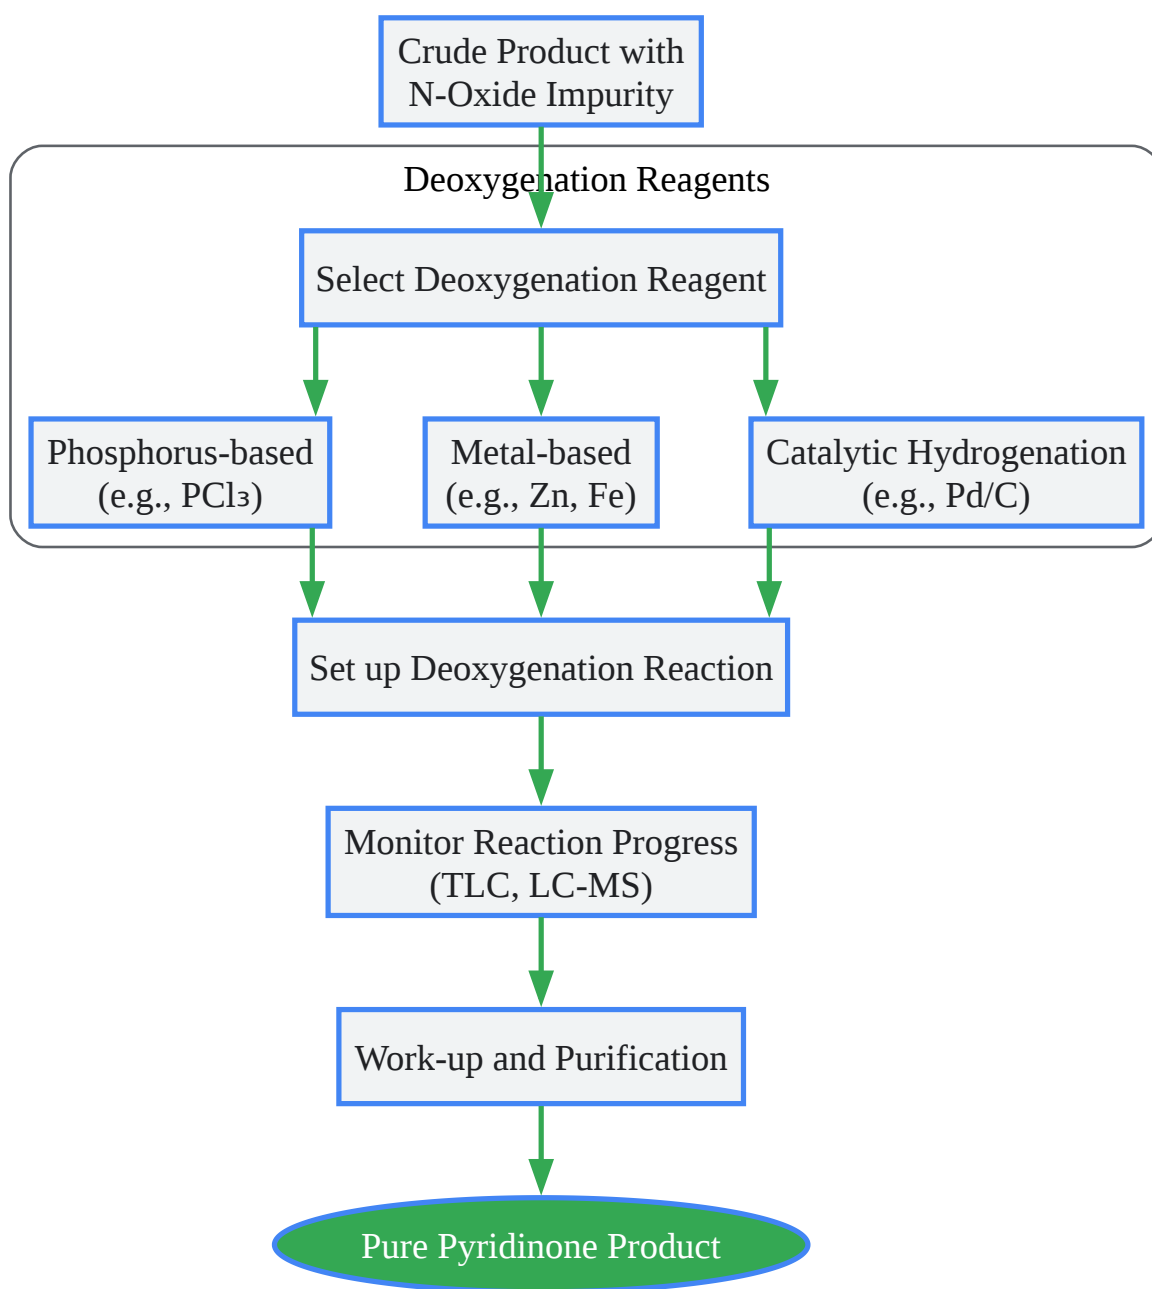 Crude Product with
N-Oxide Impurity
Deoxygenation Reagents
Select Deoxygenation Reagent
Phosphorus-based
(e.g., PCl₃)
Metal-based
(e.g., Zn, Fe)
Catalytic Hydrogenation
(e.g., Pd/C)
Set up Deoxygenation Reaction
Monitor Reaction Progress
(TLC, LC-MS)
Work-up and Purification
Pure Pyridinone Product